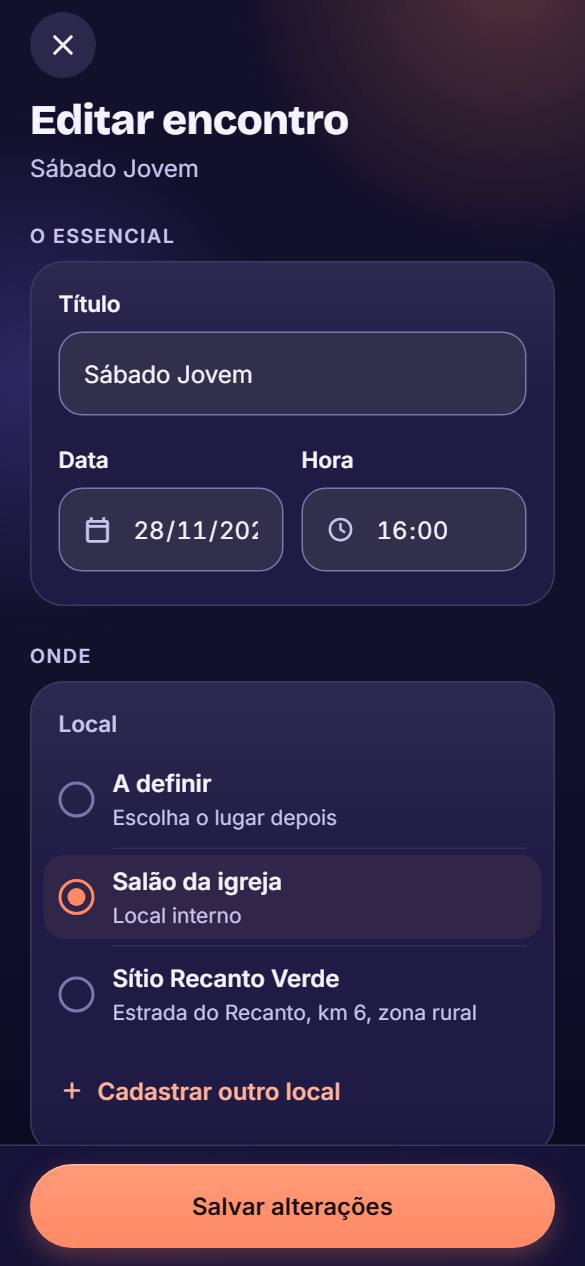 Editar encontro
Sábado Jovem
O ESSENCIAL
Título
Sábado Jovem
Data
Hora
28/11/202
16:00
ONDE
Local
A definir
Escolha o lugar depois
Salão da igreja
Local interno
Sítio Recanto Verde
Estrada do Recanto, km 6, zona rural
+ Cadastrar outro local
Salvar alterações